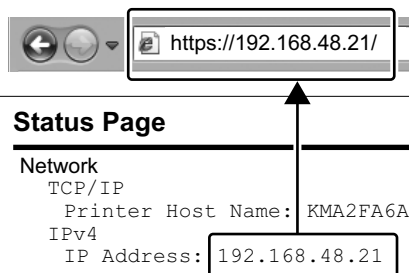 https://192.168.48.21/
Status Page
Network
TCP/IP
Printer Host Name: KMA2FA6A
IPv4
IP Address: 192.168.48.21